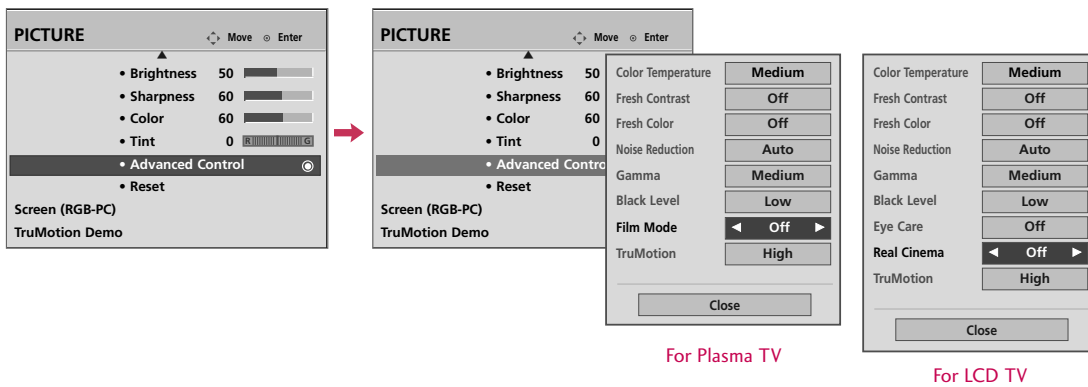 PICTURE
Move Enter
• Brightness 50
• Sharpness 60
• Color 60
• Tint 0 R G
• Advanced Control
• Reset
Screen (RGB-PC)
TruMotion Demo
PICTURE
Move Enter
• Brightness 50
• Sharpness 60
• Color 60
• Tint 0
• Advanced Contro
• Reset
Screen (RGB-PC)
TruMotion Demo
Color Temperature Medium
Fresh Contrast Off
Fresh Color Off
Noise Reduction Auto
Gamma Medium
Black Level Low
Film Mode ◀ Off ▶
TruMotion High
Close
For Plasma TV
Color Temperature Medium
Fresh Contrast Off
Fresh Color Off
Noise Reduction Auto
Gamma Medium
Black Level Low
Eye Care Off
Real Cinema ◀ Off ▶
TruMotion High
Close
For LCD TV